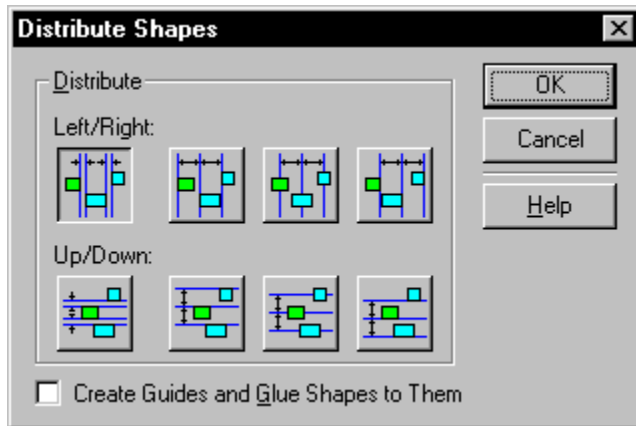 Distribute Shapes
Distribute
OK
Left/Right:
Cancel
Help
Up/Down:
Create Guides and Glue Shapes to Them